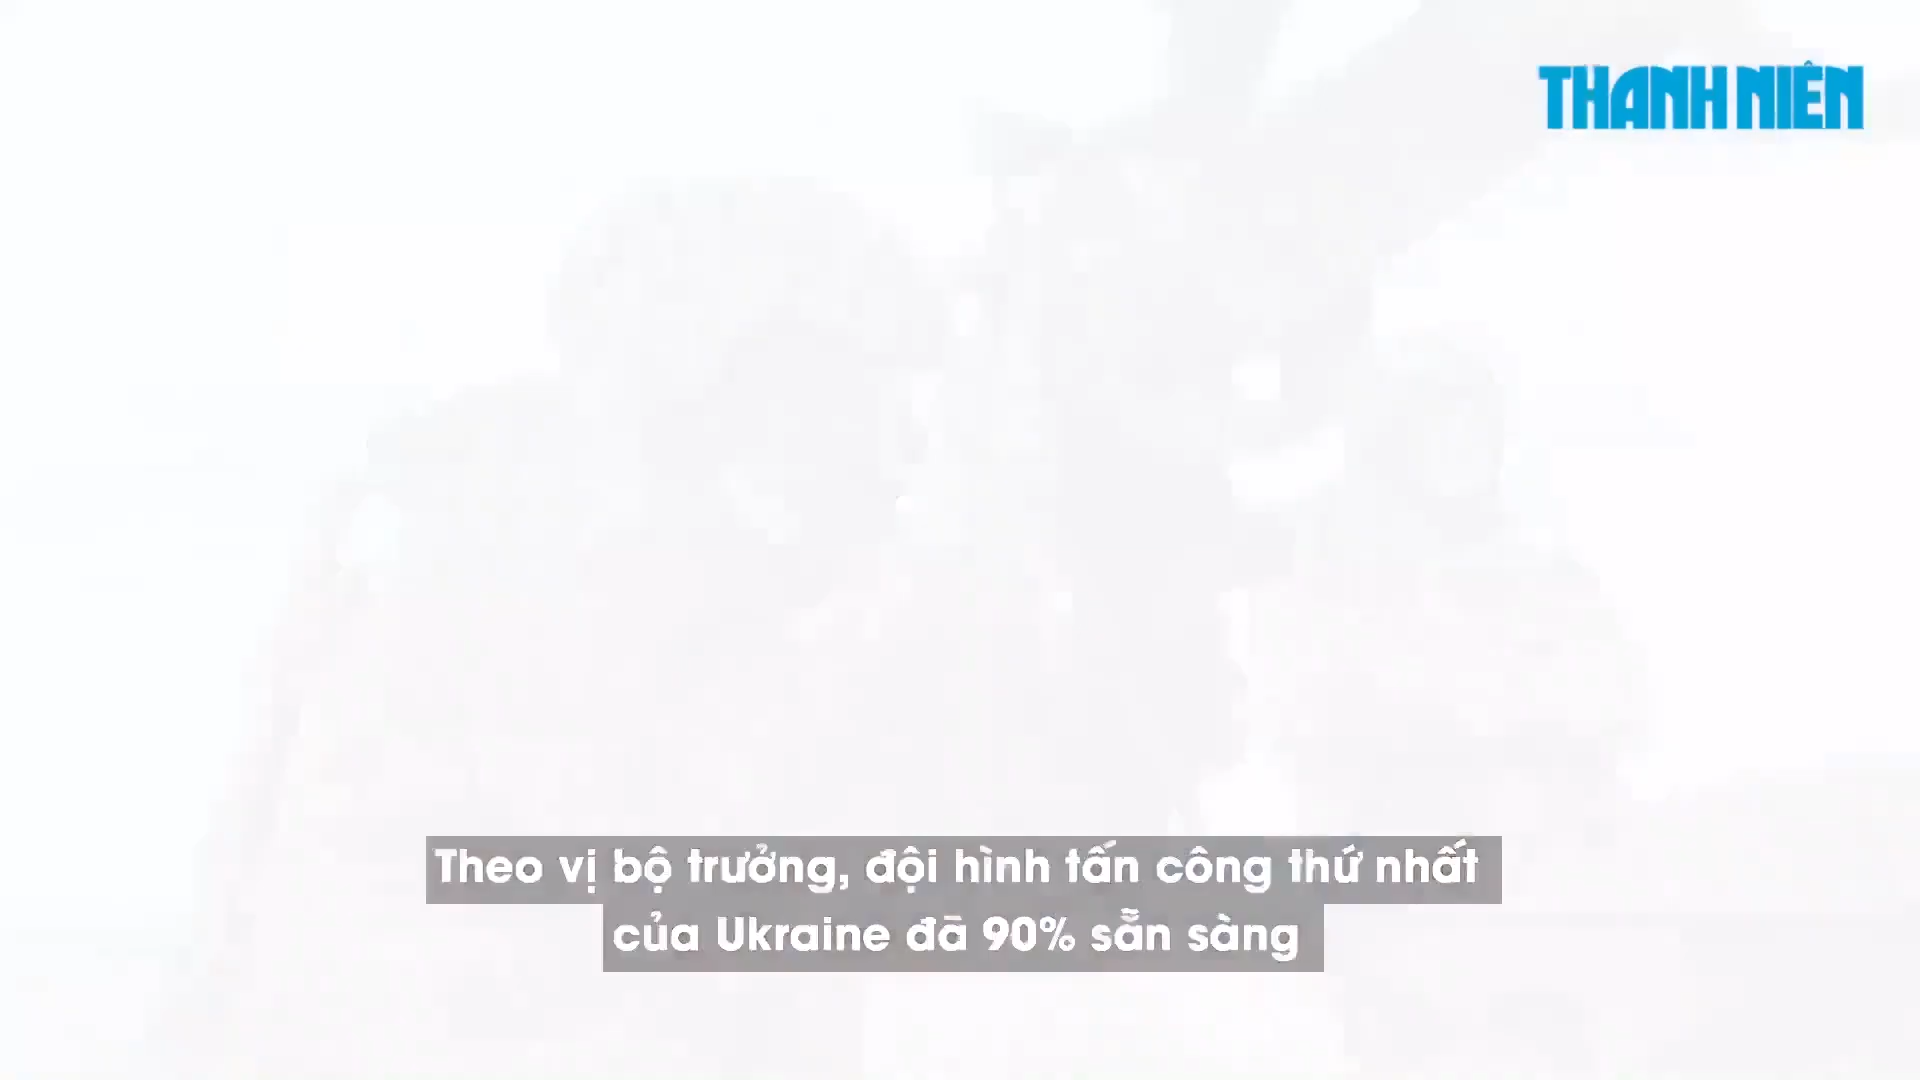 THANH NIÊN
Theo vị bộ trưởng, đội hình tấn công thứ nhất
của Ukraine đã 90% sẵn sàng